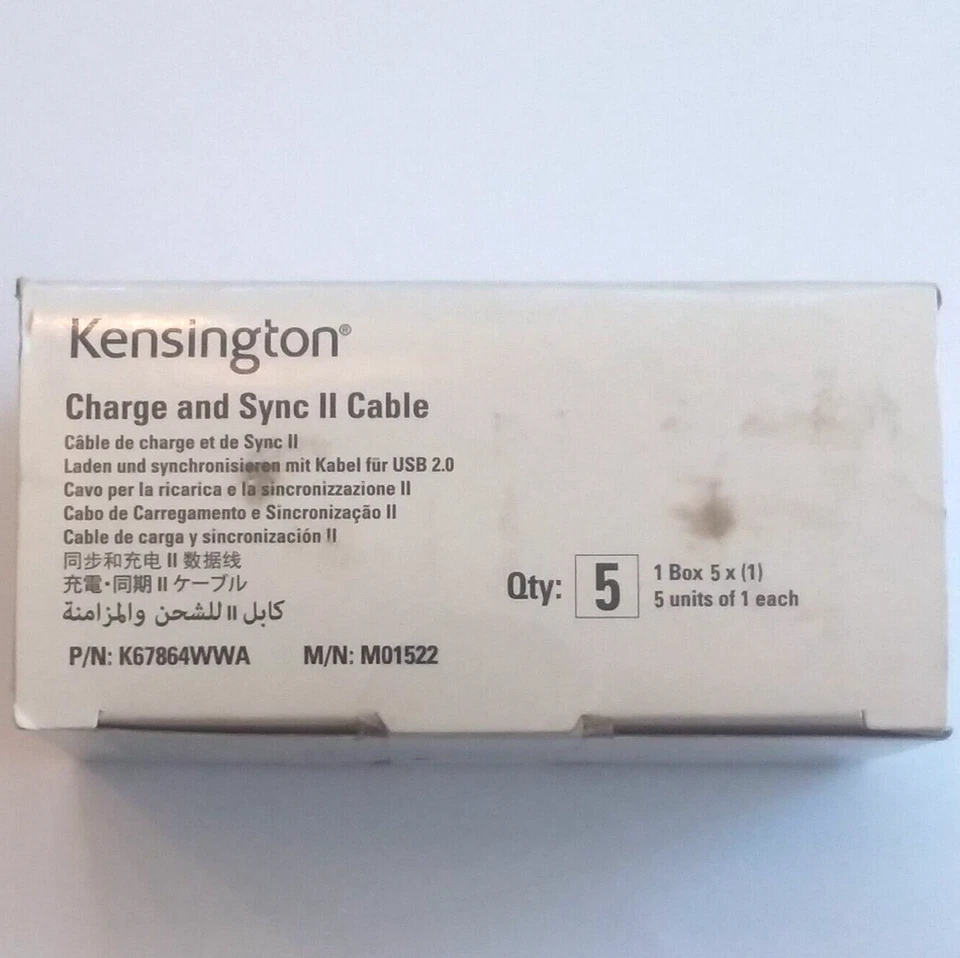 Kensington®
Charge and Sync II Cable
Câble de charge et de Sync II
Laden und synchronisieren mit Kabel für USB 2.0
Cavo per la ricarica e la sincronizzazione II
Cabo de Carregamento e Sincronização II
Cable de carga y sincronización II
同步和充电 II 数据线
充電・同期 II ケーブル
كابل II للشحن والمزامنة
P/N: K67864WWA M/N: M01522
Qty: 5
1 Box 5 x (1)
5 units of 1 each